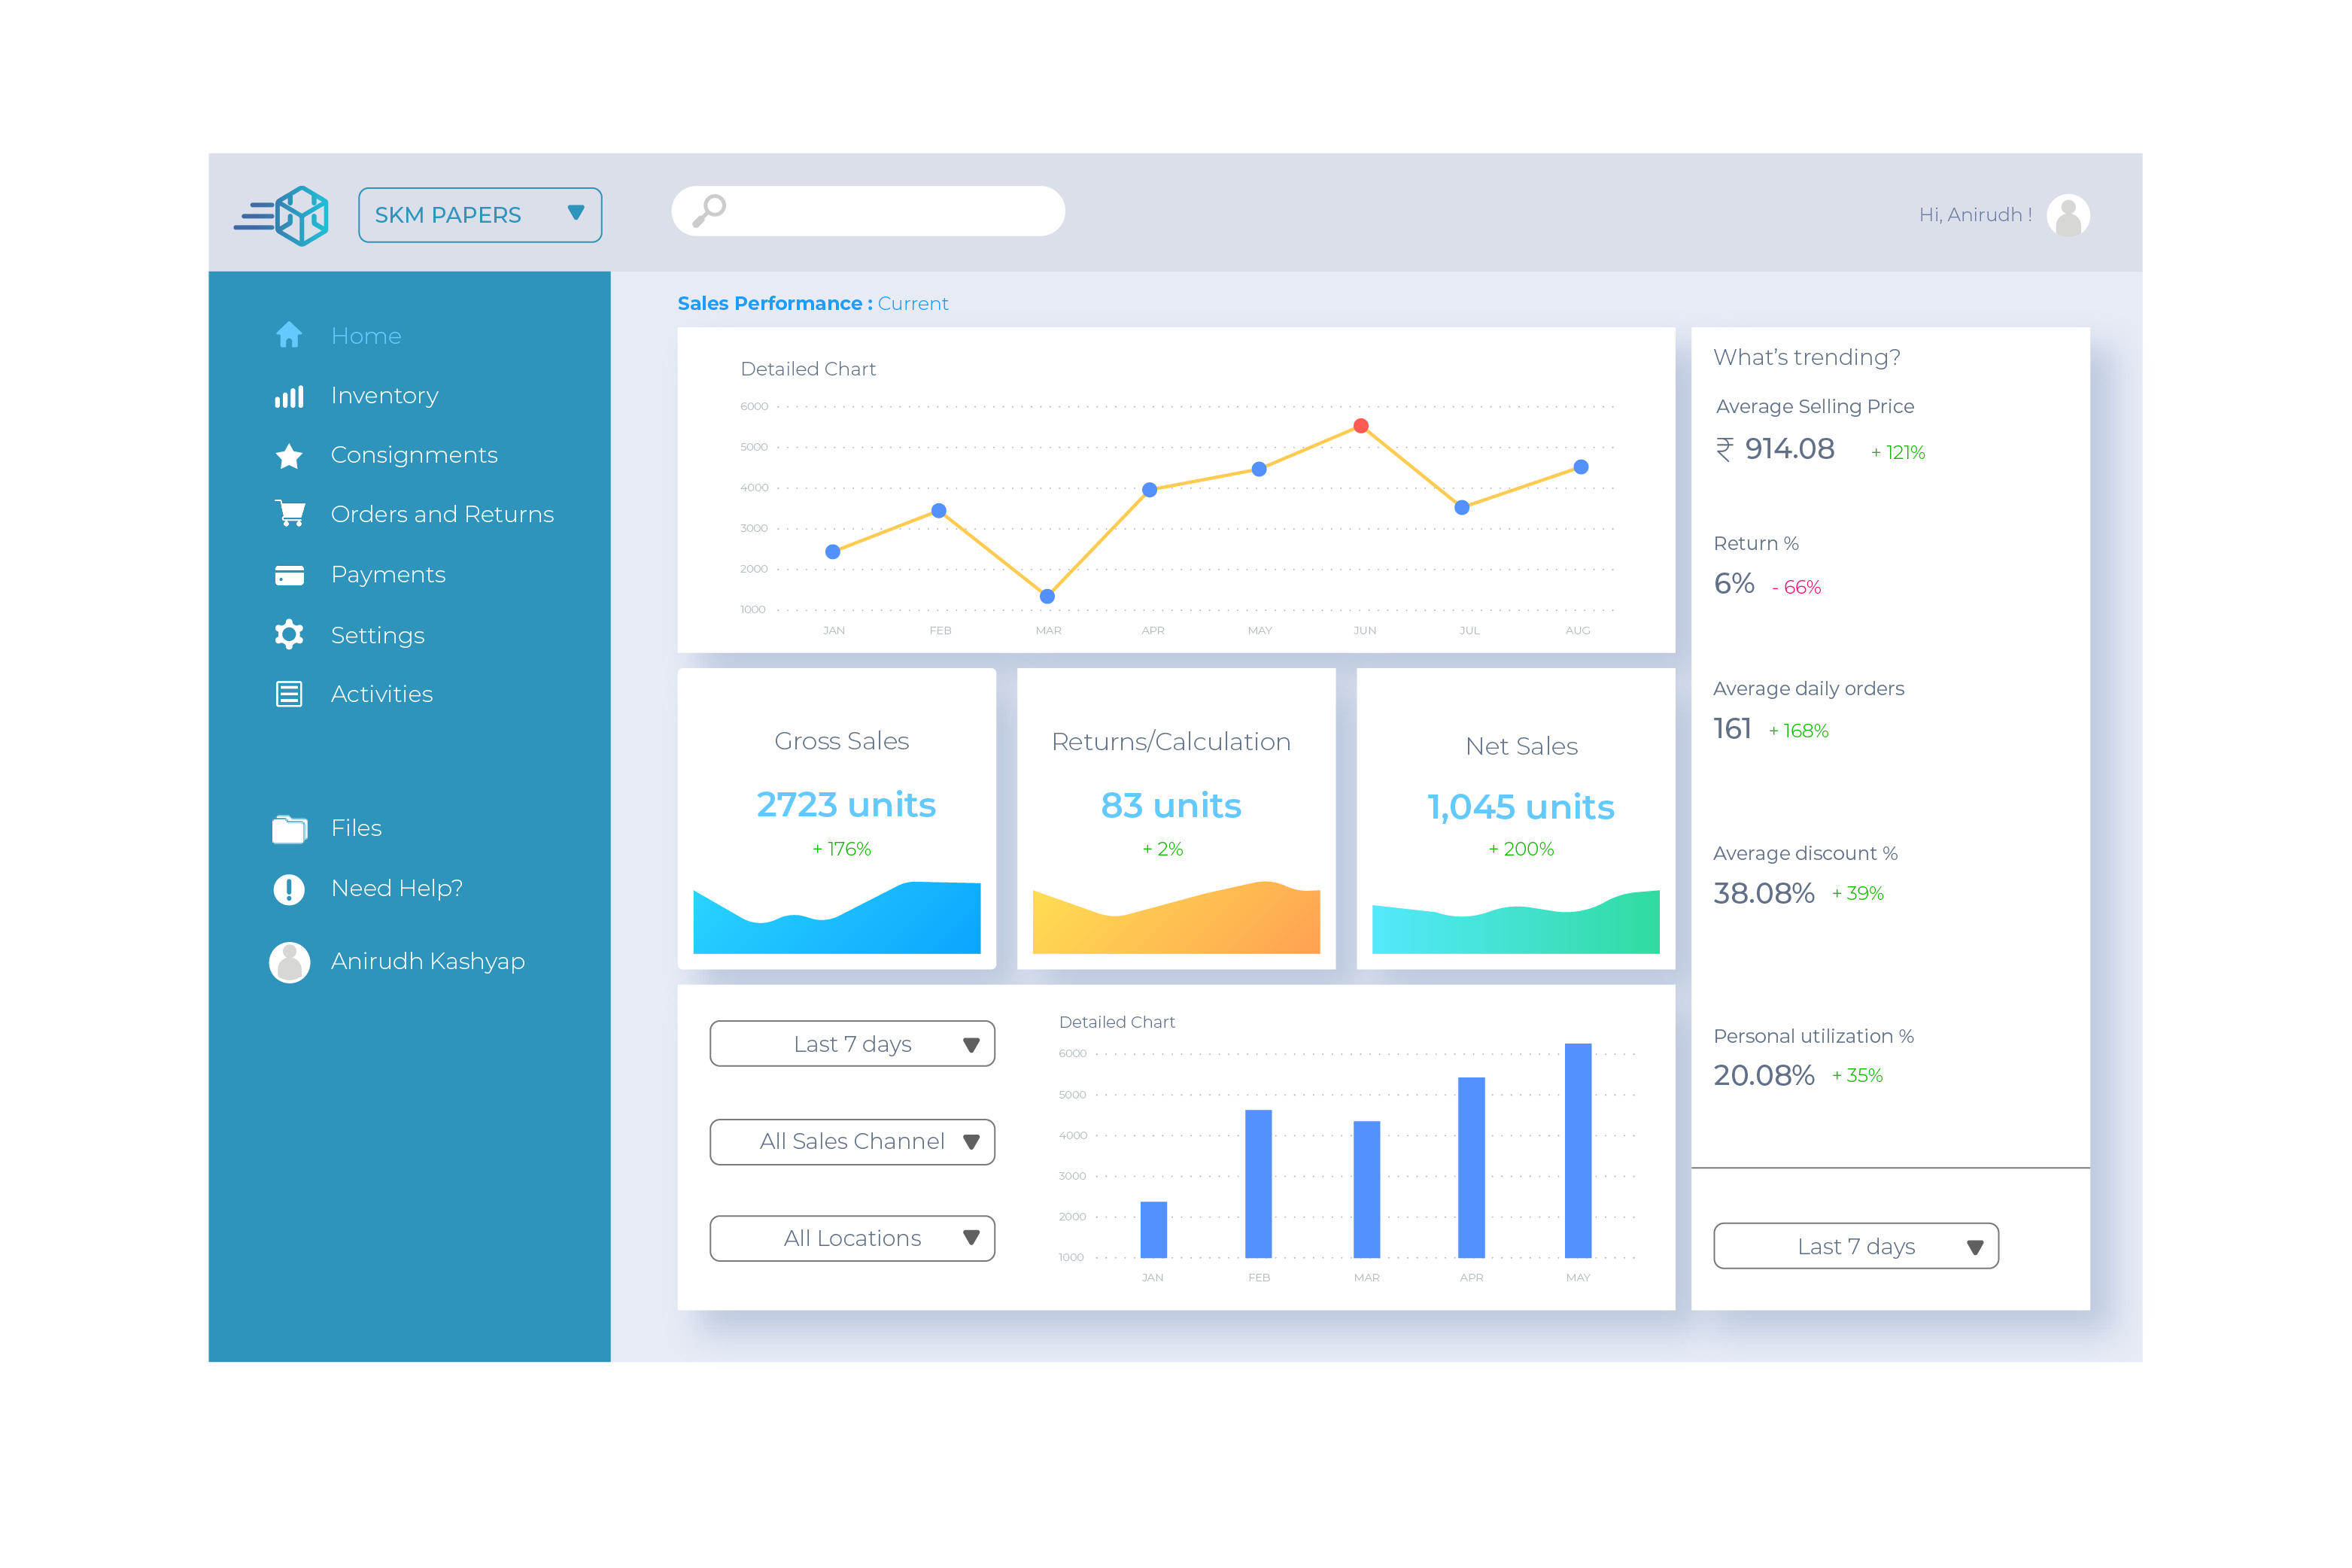 SKM PAPERS
Hi, Anirudh !
Home
Inventory
Consignments
Orders and Returns
Payments
Settings
Activities
Files
Need Help?
Anirudh Kashyap
Sales Performance : Current
Detailed Chart
6000
5000
4000
3000
2000
1000
JAN FEB MAR APR MAY JUN JUL AUG
Gross Sales
2723 units
+ 176%
Returns/Calculation
83 units
+ 2%
Net Sales
1,045 units
+ 200%
Last 7 days
All Sales Channel
All Locations
Detailed Chart
6000
5000
4000
3000
2000
1000
JAN FEB MAR APR MAY
What’s trending?
Average Selling Price
₹ 914.08 + 121%
Return %
6% - 66%
Average daily orders
161 + 168%
Average discount %
38.08% + 39%
Personal utilization %
20.08% + 35%
Last 7 days